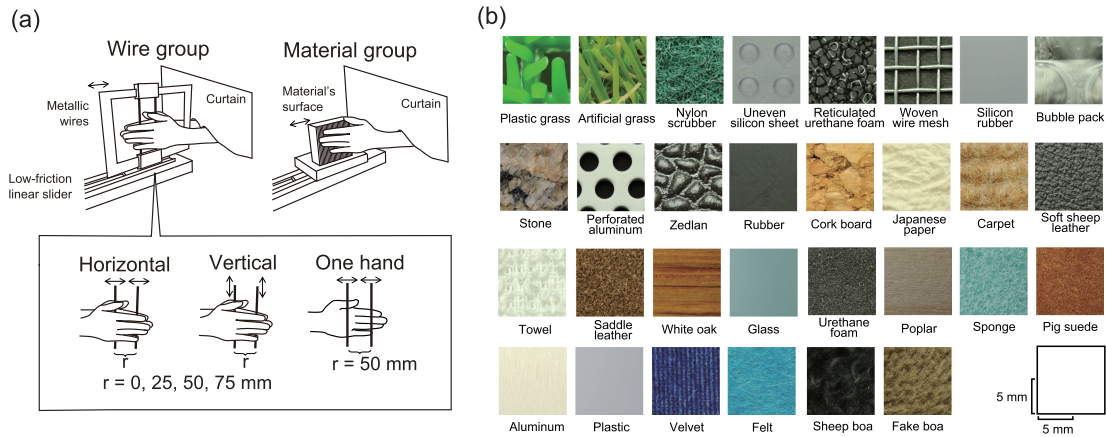 (a)
Wire group
Material group
Metallic
wires
Curtain
Material's
surface
Curtain
Low-friction
linear slider
Horizontal
Vertical
One hand
r
r
r = 50 mm
r = 0, 25, 50, 75 mm
(b)
Plastic grass
Artificial grass
Nylon
scrubber
Uneven
silicon sheet
Reticulated
urethane foam
Woven
wire mesh
Silicon
rubber
Bubble pack
Stone
Perforated
aluminum
Zedlan
Rubber
Cork board
Japanese
paper
Carpet
Soft sheep
leather
Towel
Saddle
leather
White oak
Glass
Urethane
foam
Poplar
Sponge
Pig suede
Aluminum
Plastic
Velvet
Felt
Sheep boa
Fake boa
5 mm
5 mm